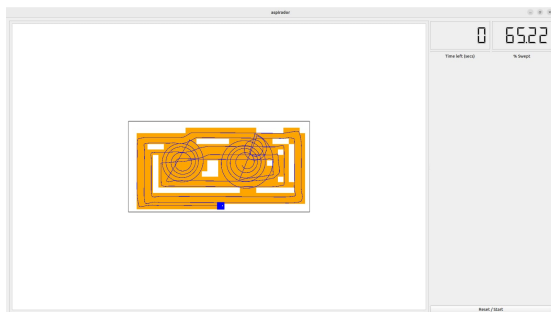 aspirador
0 65.22
Time left (secs) % Swept
Reset / Start